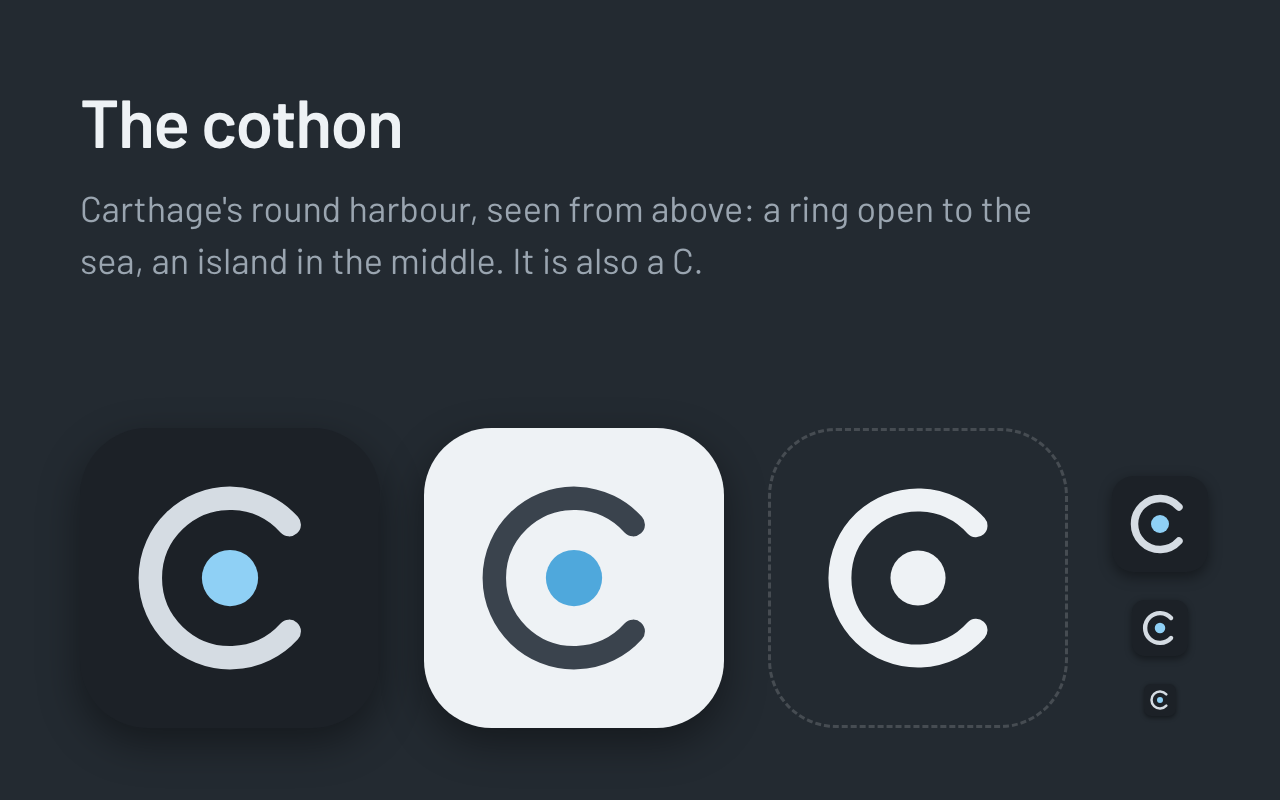 The cothon
Carthage's round harbour, seen from above: a ring open to the
sea, an island in the middle. It is also a C.